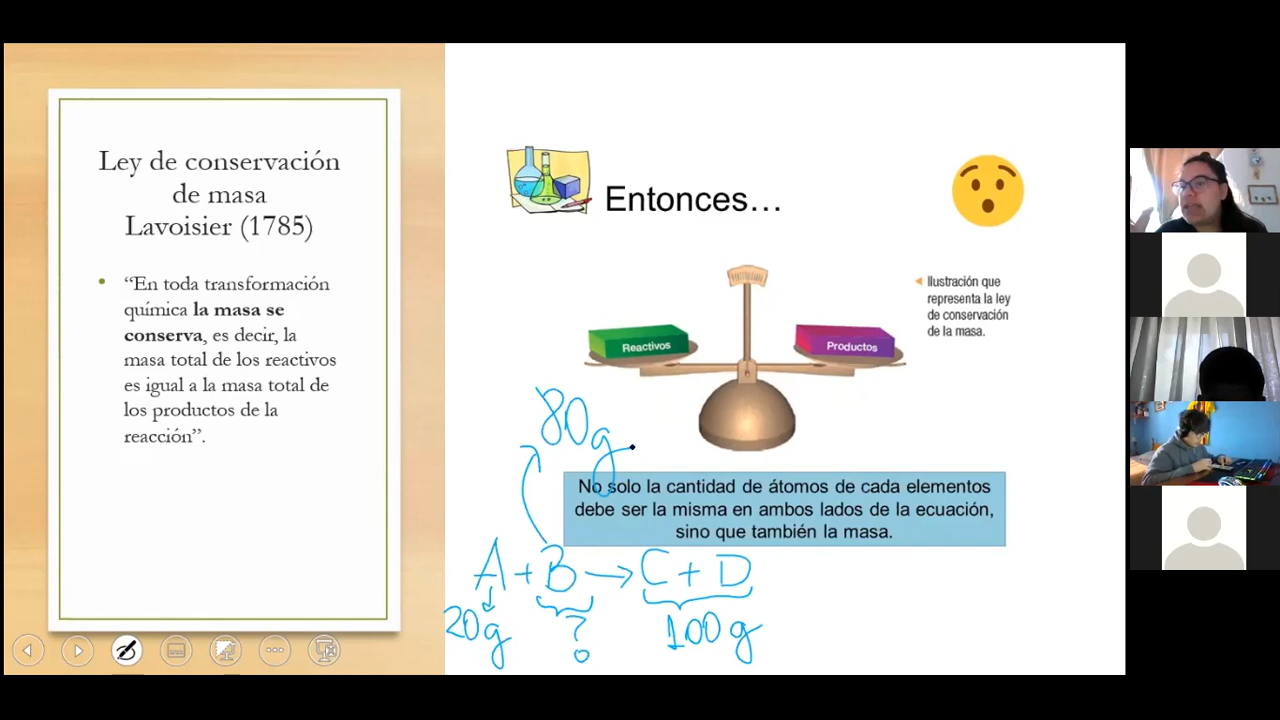 Ley de conservación
de masa
Lavoisier (1785)
• “En toda transformación
química la masa se
conserva, es decir, la
masa total de los reactivos
es igual a la masa total de
los productos de la
reacción”.
Entonces…
Ilustración que
representa la ley
de conservación
de la masa.
Reactivos
Productos
80g
No solo la cantidad de átomos de cada elementos
debe ser la misma en ambos lados de la ecuación,
sino que también la masa.
A + B → C + D
20g ? 100g